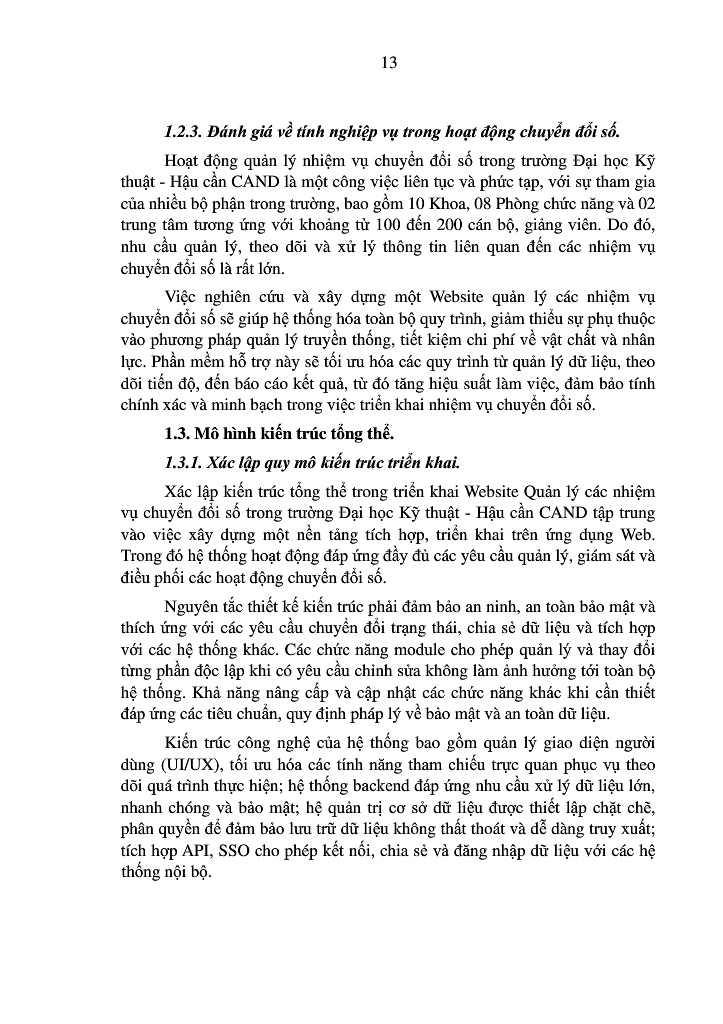 13
1.2.3. Đánh giá về tính nghiệp vụ trong hoạt động chuyển đổi số.
Hoạt động quản lý nhiệm vụ chuyển đổi số trong trường Đại học Kỹ
thuật - Hậu cần CAND là một công việc liên tục và phức tạp, với sự tham gia
của nhiều bộ phận trong trường, bao gồm 10 Khoa, 08 Phòng chức năng và 02
trung tâm tương ứng với khoảng từ 100 đến 200 cán bộ, giảng viên. Do đó,
nhu cầu quản lý, theo dõi và xử lý thông tin liên quan đến các nhiệm vụ
chuyển đổi số là rất lớn.
Việc nghiên cứu và xây dựng một Website quản lý các nhiệm vụ
chuyển đổi số sẽ giúp hệ thống hóa toàn bộ quy trình, giảm thiểu sự phụ thuộc
vào phương pháp quản lý truyền thống, tiết kiệm chi phí về vật chất và nhân
lực. Phần mềm hỗ trợ này sẽ tối ưu hóa các quy trình từ quản lý dữ liệu, theo
dõi tiến độ, đến báo cáo kết quả, từ đó tăng hiệu suất làm việc, đảm bảo tính
chính xác và minh bạch trong việc triển khai nhiệm vụ chuyển đổi số.
1.3. Mô hình kiến trúc tổng thể.
1.3.1. Xác lập quy mô kiến trúc triển khai.
Xác lập kiến trúc tổng thể trong triển khai Website Quản lý các nhiệm
vụ chuyển đổi số trong trường Đại học Kỹ thuật - Hậu cần CAND tập trung
vào việc xây dựng một nền tảng tích hợp, triển khai trên ứng dụng Web.
Trong đó hệ thống hoạt động đáp ứng đầy đủ các yêu cầu quản lý, giám sát và
điều phối các hoạt động chuyển đổi số.
Nguyên tắc thiết kế kiến trúc phải đảm bảo an ninh, an toàn bảo mật và
thích ứng với các yêu cầu chuyển đổi trạng thái, chia sẻ dữ liệu và tích hợp
với các hệ thống khác. Các chức năng module cho phép quản lý và thay đổi
từng phần độc lập khi có yêu cầu chỉnh sửa không làm ảnh hưởng tới toàn bộ
hệ thống. Khả năng nâng cấp và cập nhật các chức năng khác khi cần thiết
đáp ứng các tiêu chuẩn, quy định pháp lý về bảo mật và an toàn dữ liệu.
Kiến trúc công nghệ của hệ thống bao gồm quản lý giao diện người
dùng (UI/UX), tối ưu hóa các tính năng tham chiếu trực quan phục vụ theo
dõi quá trình thực hiện; hệ thống backend đáp ứng nhu cầu xử lý dữ liệu lớn,
nhanh chóng và bảo mật; hệ quản trị cơ sở dữ liệu được thiết lập chặt chẽ,
phân quyền để đảm bảo lưu trữ dữ liệu không thất thoát và dễ dàng truy xuất;
tích hợp API, SSO cho phép kết nối, chia sẻ và đăng nhập dữ liệu với các hệ
thống nội bộ.